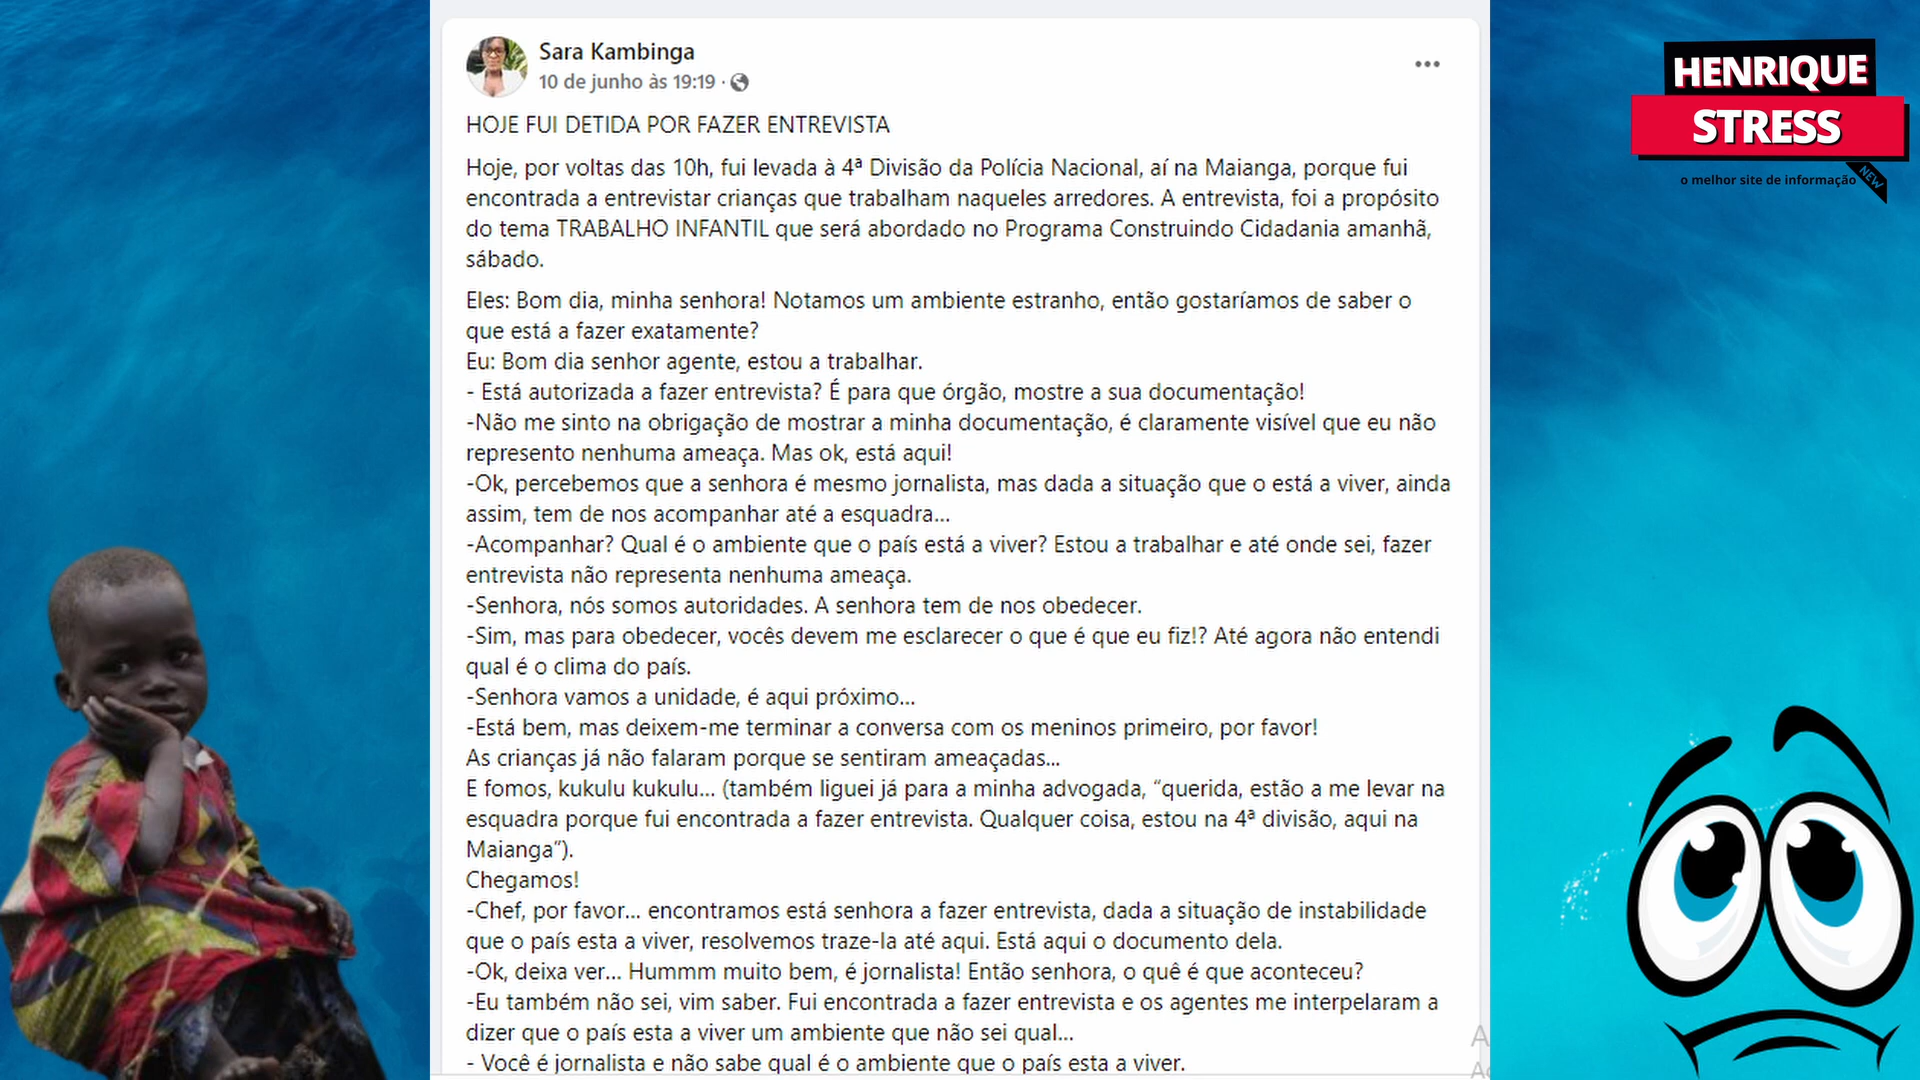 Sara Kambinga
10 de junho às 19:19 ·
HOJE FUI DETIDA POR FAZER ENTREVISTA
Hoje, por voltas das 10h, fui levada à 4ª Divisão da Polícia Nacional, aí na Maianga, porque fui
encontrada a entrevistar crianças que trabalham naqueles arredores. A entrevista, foi a propósito
do tema TRABALHO INFANTIL que será abordado no Programa Construindo Cidadania amanhã,
sábado.
Eles: Bom dia, minha senhora! Notamos um ambiente estranho, então gostaríamos de saber o
que está a fazer exatamente?
Eu: Bom dia senhor agente, estou a trabalhar.
- Está autorizada a fazer entrevista? É para que órgão, mostre a sua documentação!
-Não me sinto na obrigação de mostrar a minha documentação, é claramente visível que eu não
represento nenhuma ameaça. Mas ok, está aqui!
-Ok, percebemos que a senhora é mesmo jornalista, mas dada a situação que o está a viver, ainda
assim, tem de nos acompanhar até a esquadra...
-Acompanhar? Qual é o ambiente que o país está a viver? Estou a trabalhar e até onde sei, fazer
entrevista não representa nenhuma ameaça.
-Senhora, nós somos autoridades. A senhora tem de nos obedecer.
-Sim, mas para obedecer, vocês devem me esclarecer o que é que eu fiz!? Até agora não entendi
qual é o clima do país.
-Senhora vamos a unidade, é aqui próximo...
-Está bem, mas deixem-me terminar a conversa com os meninos primeiro, por favor!
As crianças já não falaram porque se sentiram ameaçadas...
E fomos, kukulu kukulu... (também liguei já para a minha advogada, “querida, estão a me levar na
esquadra porque fui encontrada a fazer entrevista. Qualquer coisa, estou na 4ª divisão, aqui na
Maianga”).
Chegamos!
-Chef, por favor... encontramos está senhora a fazer entrevista, dada a situação de instabilidade
que o país esta a viver, resolvemos traze-la até aqui. Está aqui o documento dela.
-Ok, deixa ver... Hummm muito bem, é jornalista! Então senhora, o quê é que aconteceu?
-Eu também não sei, vim saber. Fui encontrada a fazer entrevista e os agentes me interpelaram a
dizer que o país esta a viver um ambiente que não sei qual...
- Você é jornalista e não sabe qual é o ambiente que o país esta a viver.
HENRIQUE
STRESS
o melhor site de informação
NEW